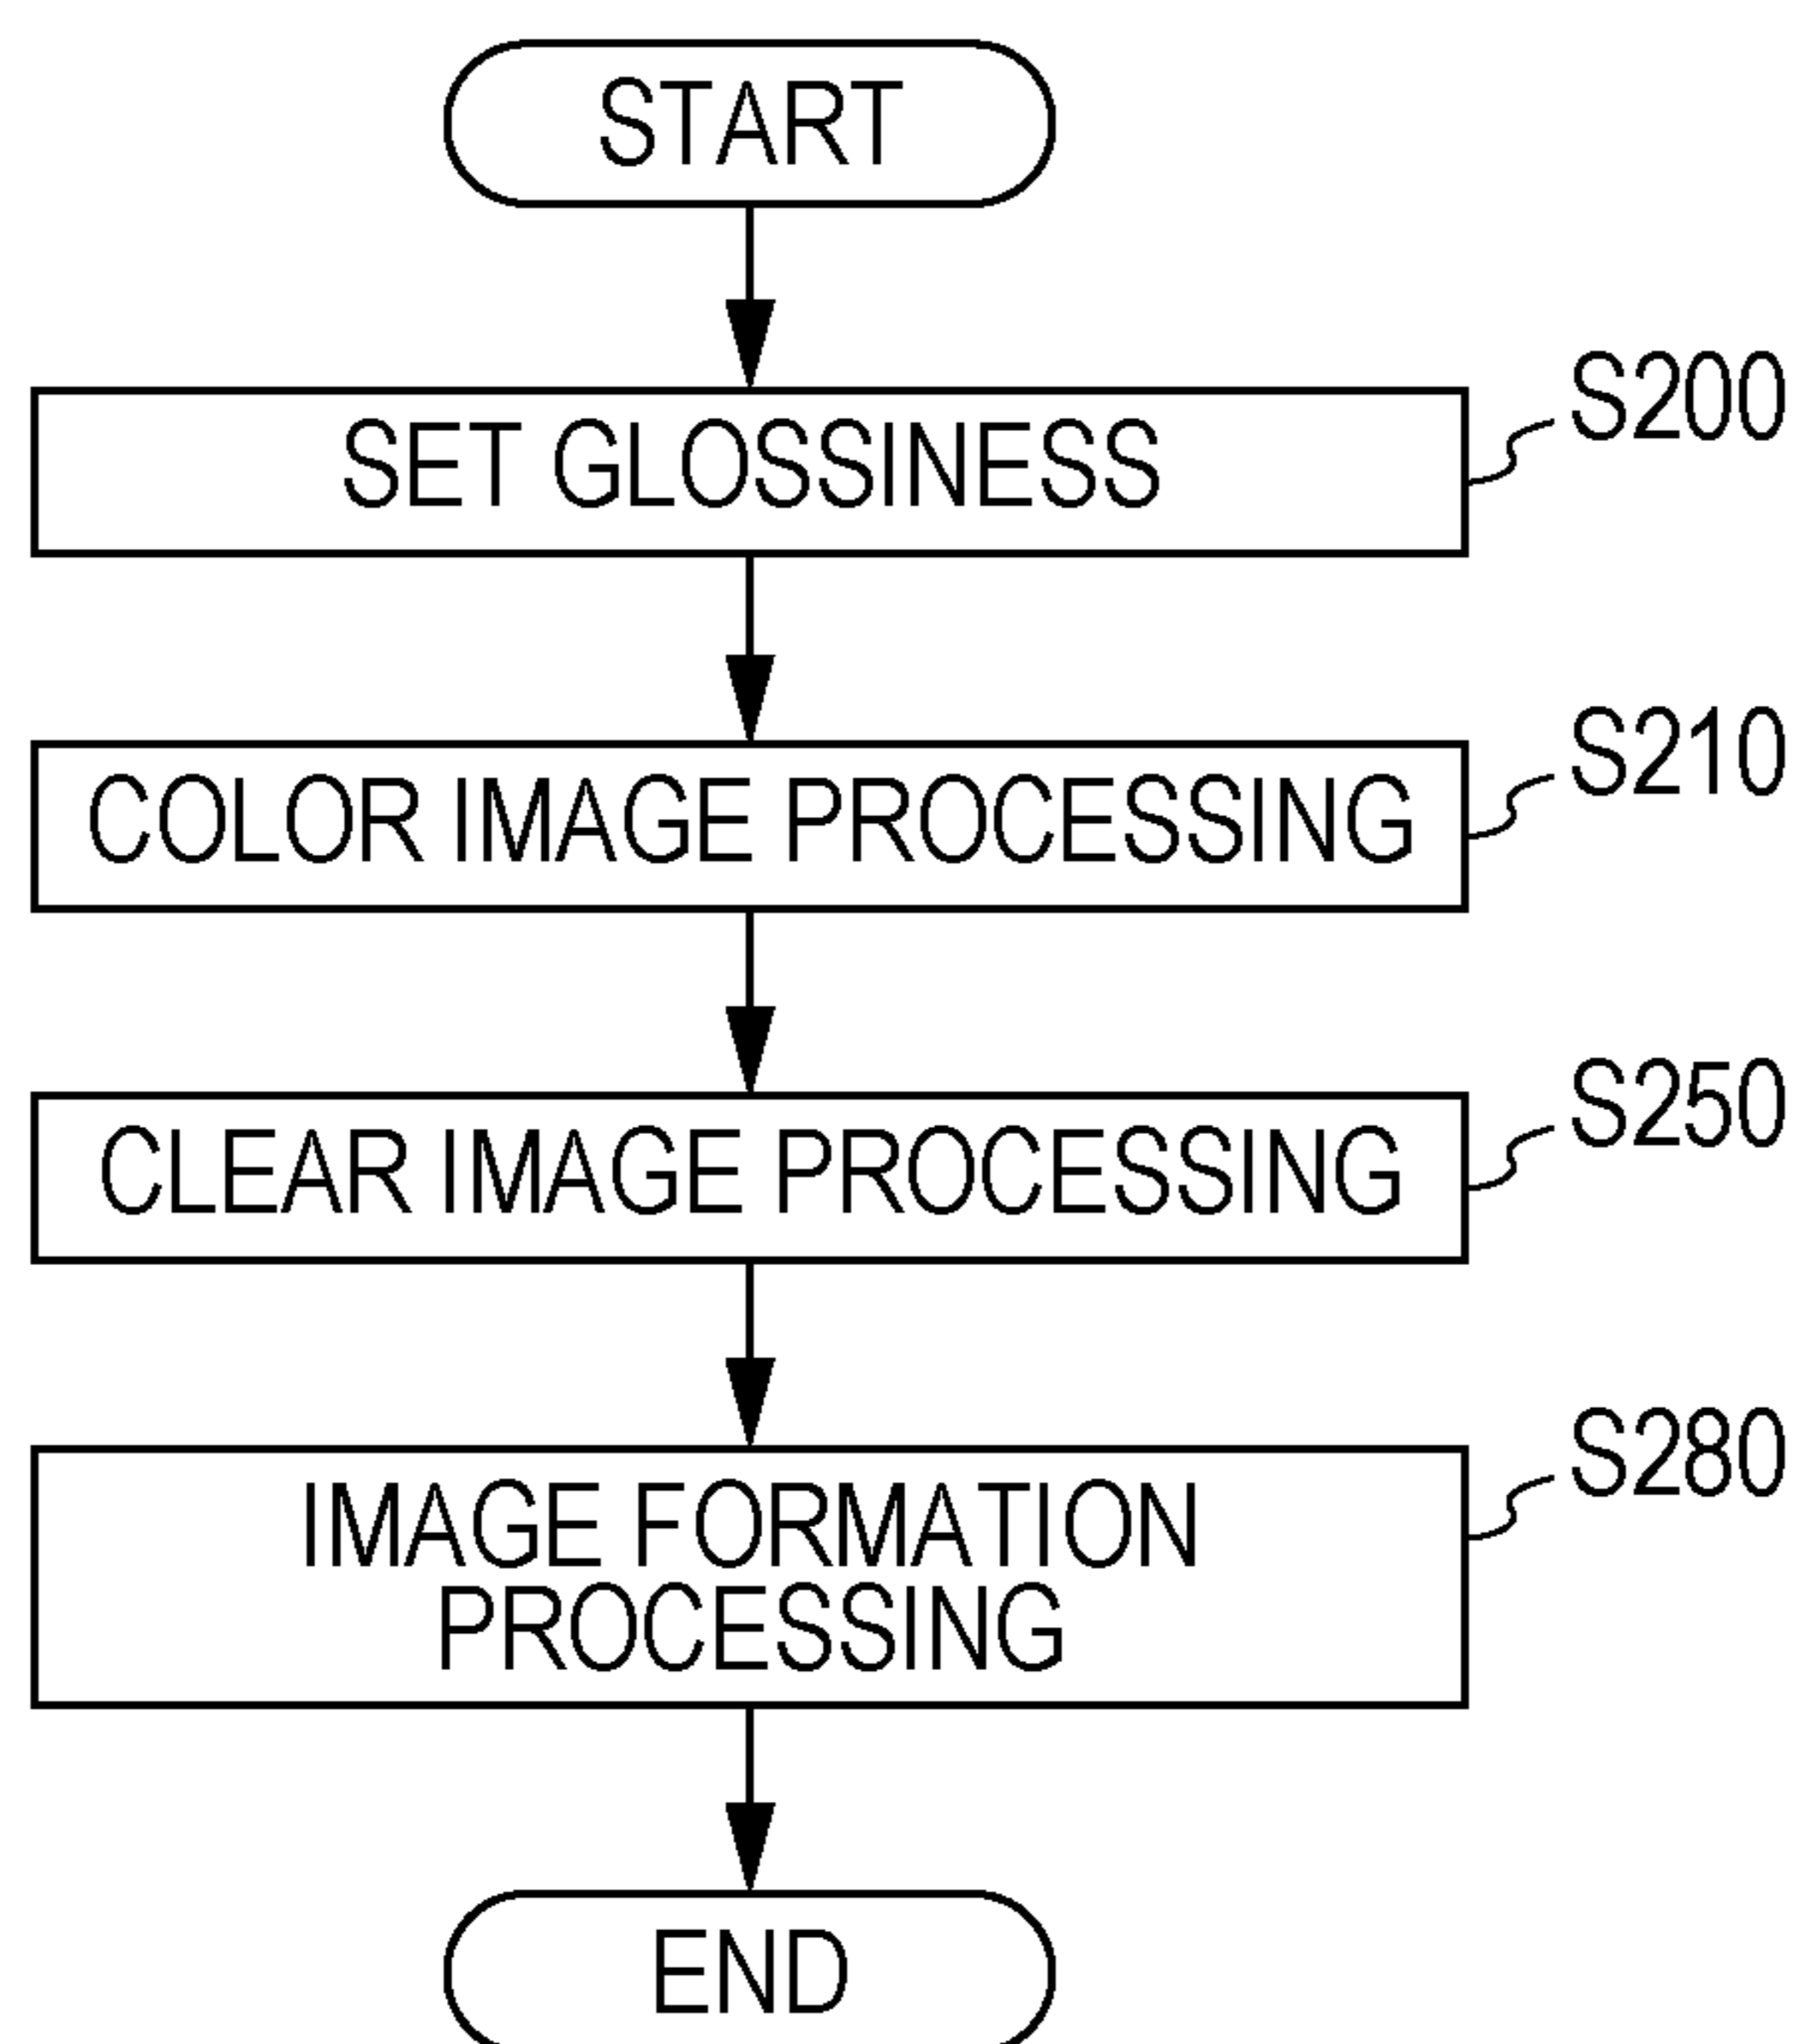 START
SET GLOSSINESS
S200
COLOR IMAGE PROCESSING
S210
CLEAR IMAGE PROCESSING
S250
IMAGE FORMATION
PROCESSING
S280
END